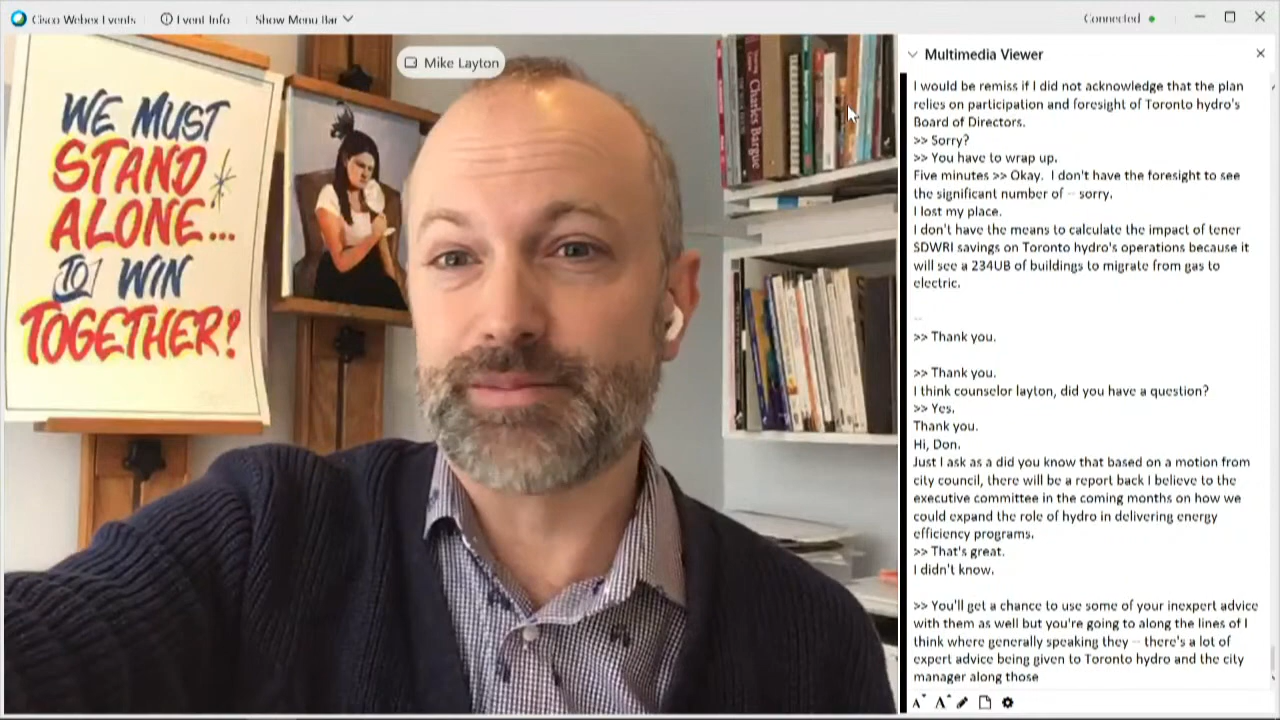 Cisco Webex Events
Event Info
Show Menu Bar
Connected
Mike Layton
WE MUST
STAND
ALONE...
TO WIN
TOGETHER!
Charles Bargue
Multimedia Viewer
I would be remiss if I did not acknowledge that the plan
relies on participation and foresight of Toronto hydro's
Board of Directors.
>> Sorry?
>> You have to wrap up.
Five minutes >> Okay.  I don't have the foresight to see
the significant number of -- sorry.
I lost my place.
I don't have the means to calculate the impact of tener
SDWRI savings on Toronto hydro's operations because it
will see a 234UB of buildings to migrate from gas to
electric.
--
>> Thank you.
>> Thank you.
I think counselor layton, did you have a question?
>> Yes.
Thank you.
Hi, Don.
Just I ask as a did you know that based on a motion from
city council, there will be a report back I believe to the
executive committee in the coming months on how we
could expand the role of hydro in delivering energy
efficiency programs.
>> That's great.
I didn't know.
>> You'll get a chance to use some of your inexpert advice
with them as well but you're going to along the lines of I
think where generally speaking they -- there's a lot of
expert advice being given to Toronto hydro and the city
manager along those